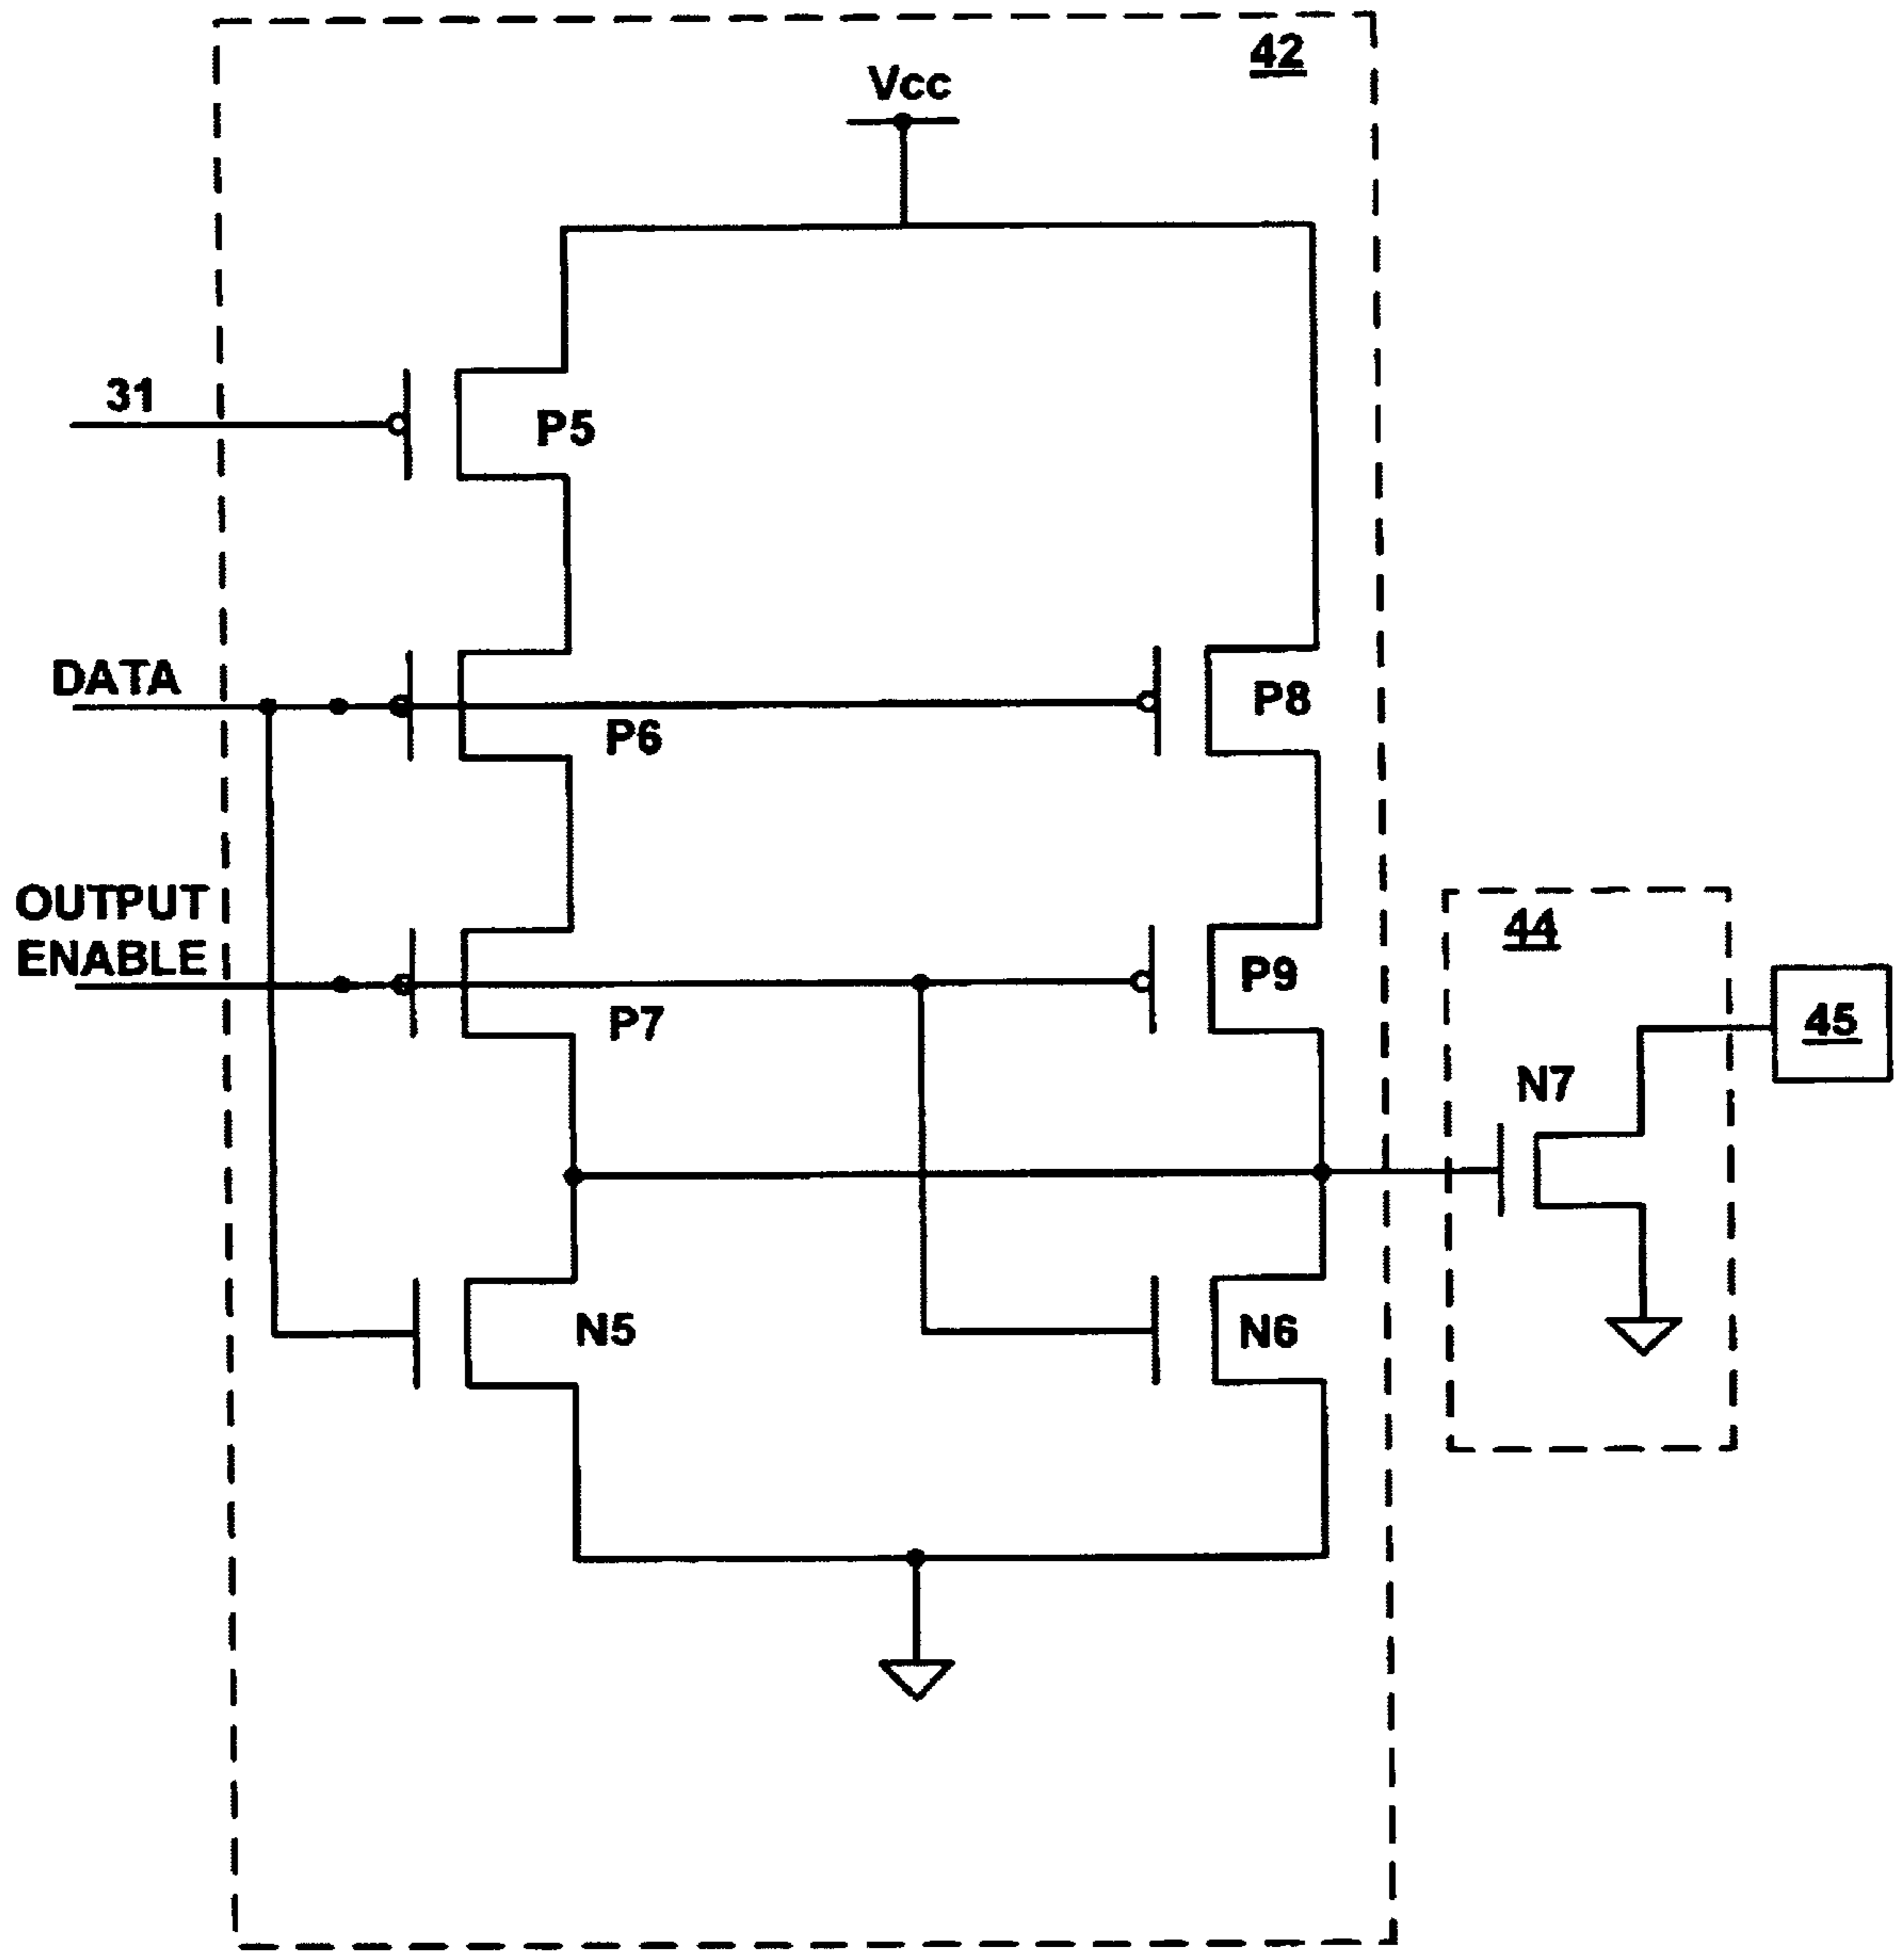 42
Vcc
31
P5
DATA
P6
P8
OUTPUT
ENABLE
P7
P9
44
45
N7
N5
N6